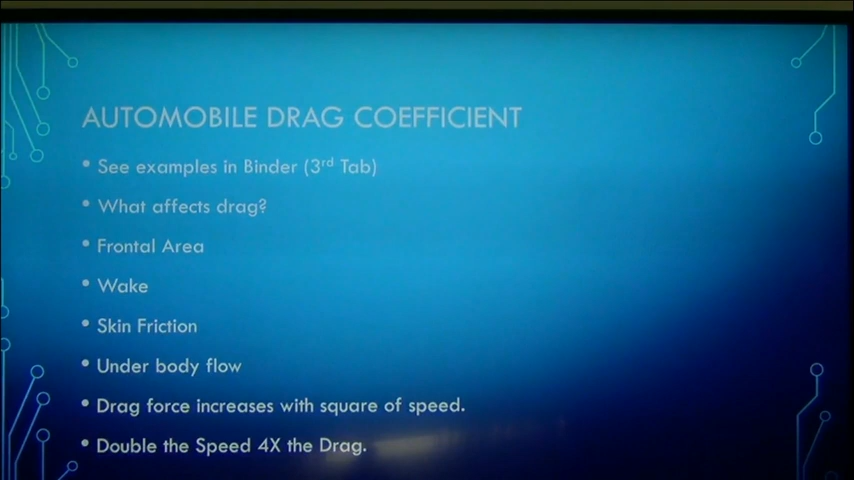 AUTOMOBILE DRAG COEFFICIENT
• See examples in Binder (3rd Tab)
• What affects drag?
• Frontal Area
• Wake
• Skin Friction
• Under body flow
• Drag force increases with square of speed.
• Double the Speed 4X the Drag.